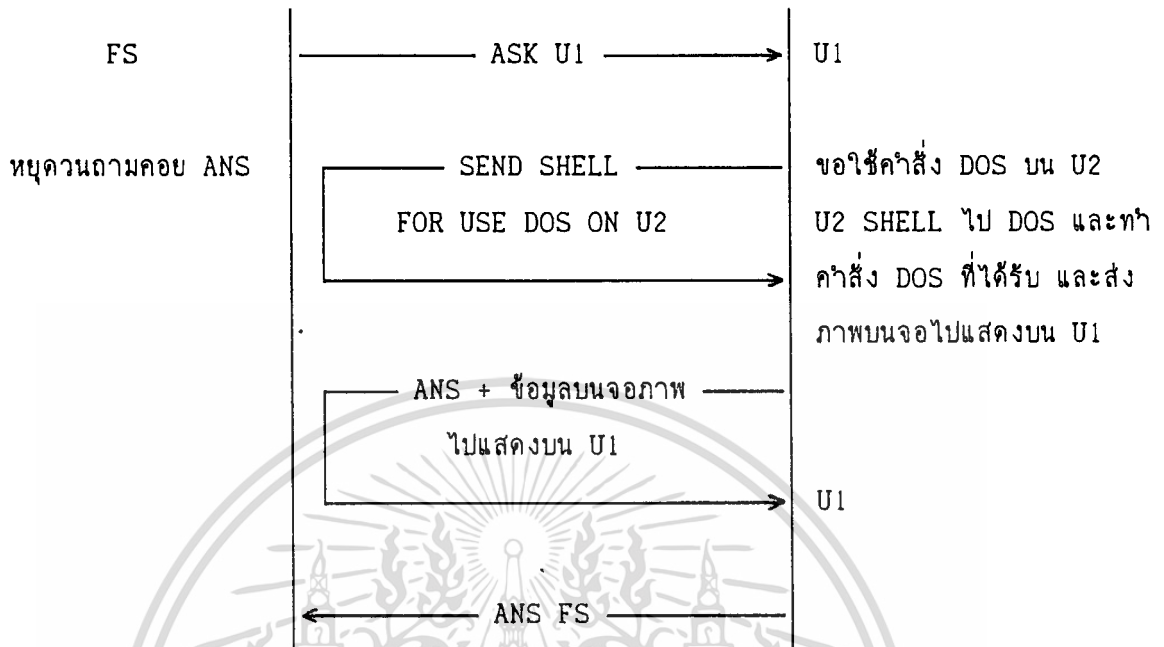 FS ASK U1 U1
หยุดวนถามคอย ANS SEND SHELL ขอใช้คำสั่ง DOS บน U2
FOR USE DOS ON U2 U2 SHELL ไป DOS และทำ
คำสั่ง DOS ที่ได้รับ และส่ง
ภาพบนจอไปแสดงบน U1
ANS + ข้อมูลบนจอภาพ
ไปแสดงบน U1
U1
ANS FS